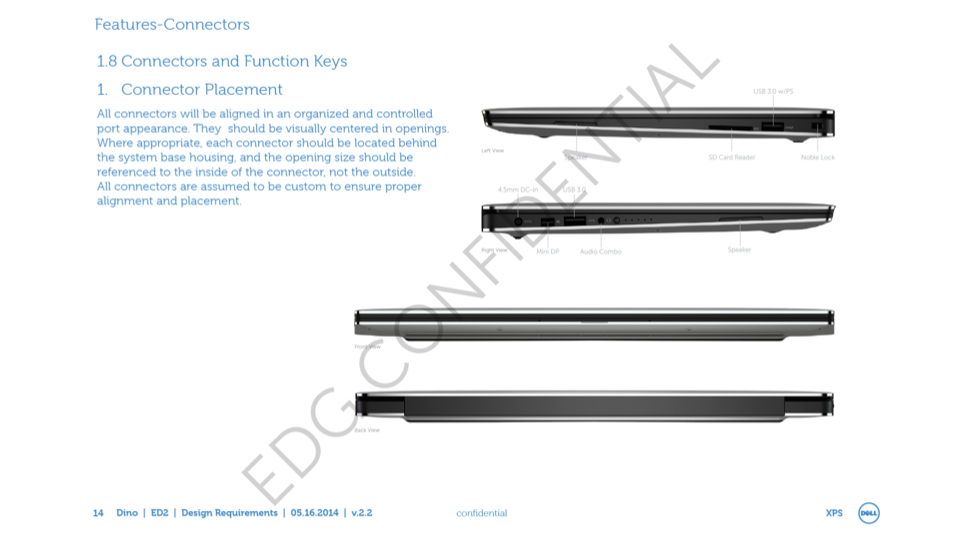 Features-Connectors
1.8 Connectors and Function Keys
1. Connector Placement
All connectors will be aligned in an organized and controlled
port appearance. They should be visually centered in openings.
Where appropriate, each connector should be located behind
the system base housing, and the opening size should be
referenced to the inside of the connector, not the outside.
All connectors are assumed to be custom to ensure proper
alignment and placement.
USB 3.0 w/PS
Left View
Speaker
SD Card Reader
Noble Lock
4.5mm DC-in
USB 3.0
Right View
Mini DP
Audio Combo
Speaker
Front View
Back View
EDG CONFIDENTIAL
14 Dino | ED2 | Design Requirements | 05.16.2014 | v.2.2
confidential
XPS
DELL